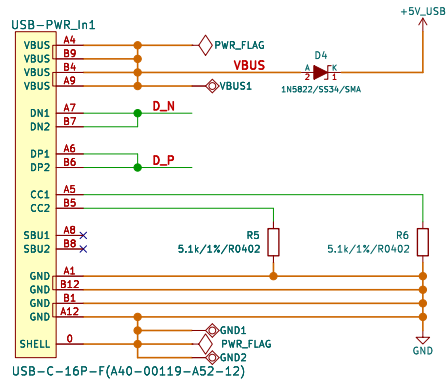 +5V_USB
USB-PWR_In1
VBUS A4 PWR_FLAG
VBUS B9
VBUS B4 VBUS A 2 D4 K 1
VBUS A9 VBUS1 1N5822/SS34/SMA
DN1 A7 D_N
DN2 B7
DP1 A6 D_P
DP2 B6
CC1 A5
CC2 B5
SBU1 A8 R5 R6
SBU2 B8 5.1k/1%/R0402 5.1k/1%/R0402
GND A1
GND B12
GND B1
GND A12
GND1
SHELL 0 PWR_FLAG GND
GND2
USB-C-16P-F(A40-00119-A52-12)